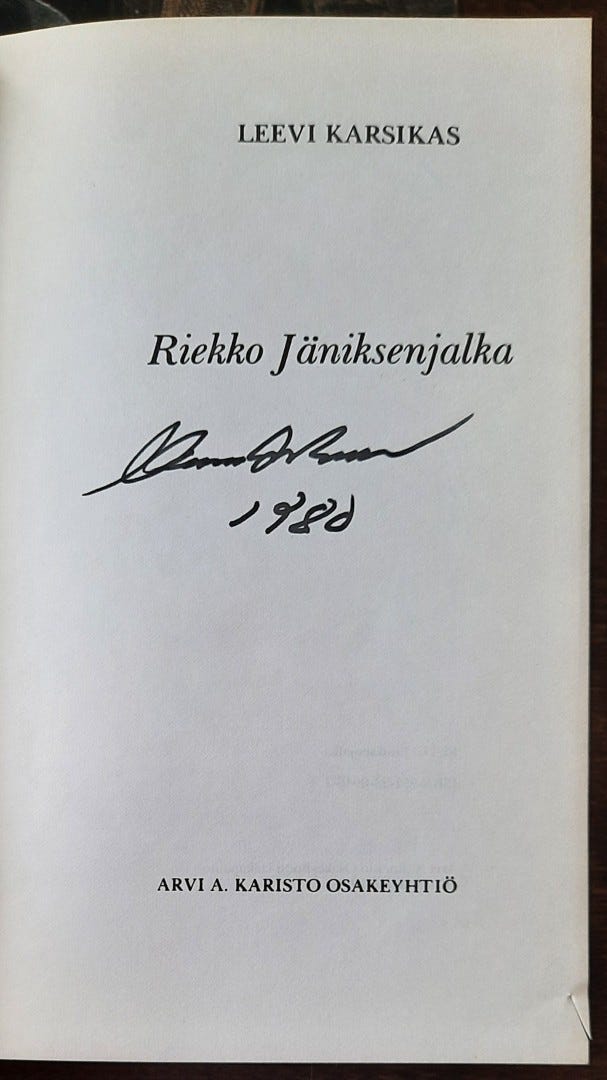 LEEVI KARSIKAS
Riekko Jäniksenjalka
1980
ARVI A. KARISTO OSAKEYHTIÖ